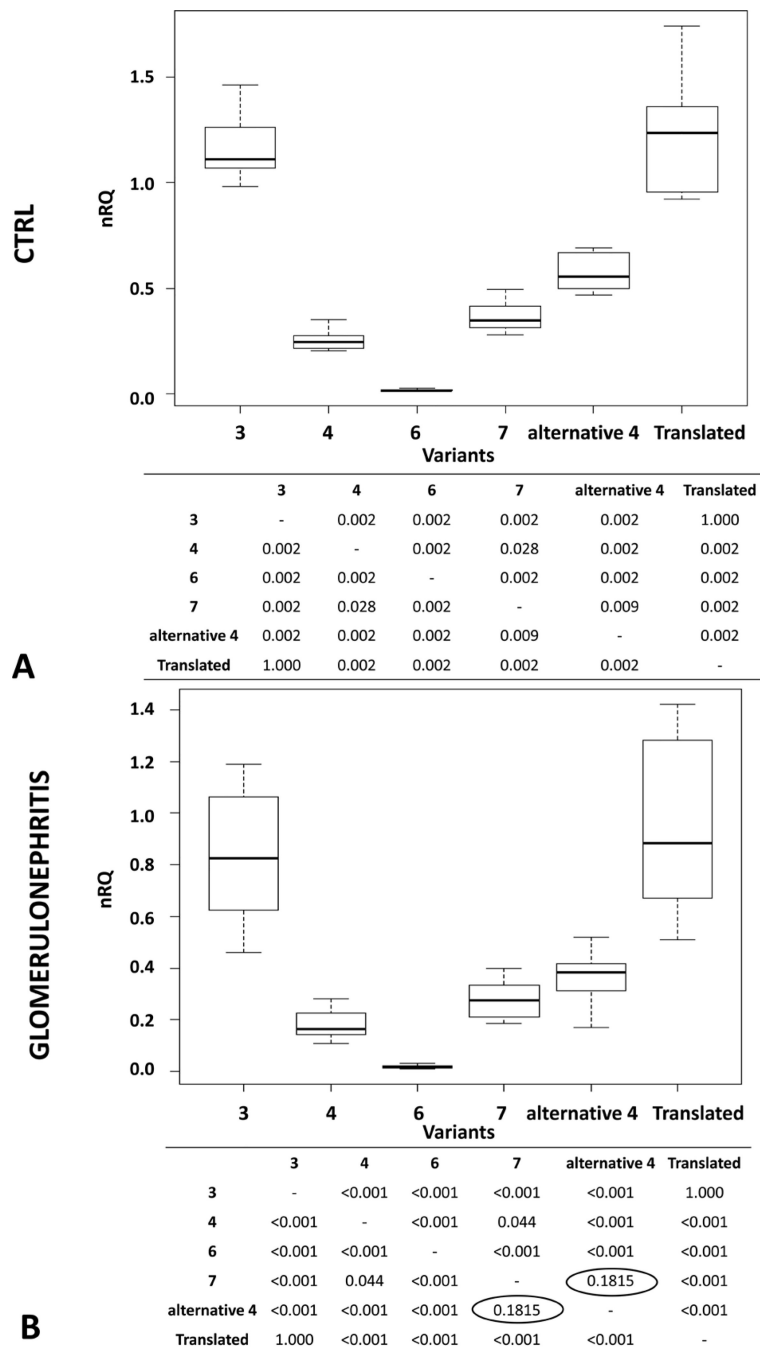 CTRL
nRQ
1.5
1.0
0.5
0.0
3 4 6 7 alternative 4 Translated
Variants
3 4 6 7 alternative 4 Translated
3 - 0.002 0.002 0.002 0.002 1.000
4 0.002 - 0.002 0.028 0.002 0.002
6 0.002 0.002 - 0.002 0.002 0.002
7 0.002 0.028 0.002 - 0.009 0.002
alternative 4 0.002 0.002 0.002 0.009 - 0.002
Translated 1.000 0.002 0.002 0.002 0.002 -
A
GLOMERULONEPHRITIS
nRQ
1.4
1.2
1.0
0.8
0.6
0.4
0.2
0.0
3 4 6 7 alternative 4 Translated
Variants
3 4 6 7 alternative 4 Translated
3 - <0.001 <0.001 <0.001 <0.001 1.000
4 <0.001 - <0.001 0.044 <0.001 <0.001
6 <0.001 <0.001 - <0.001 <0.001 <0.001
7 <0.001 0.044 <0.001 - 0.1815 <0.001
alternative 4 <0.001 <0.001 <0.001 0.1815 - <0.001
Translated 1.000 <0.001 <0.001 <0.001 <0.001 -
B